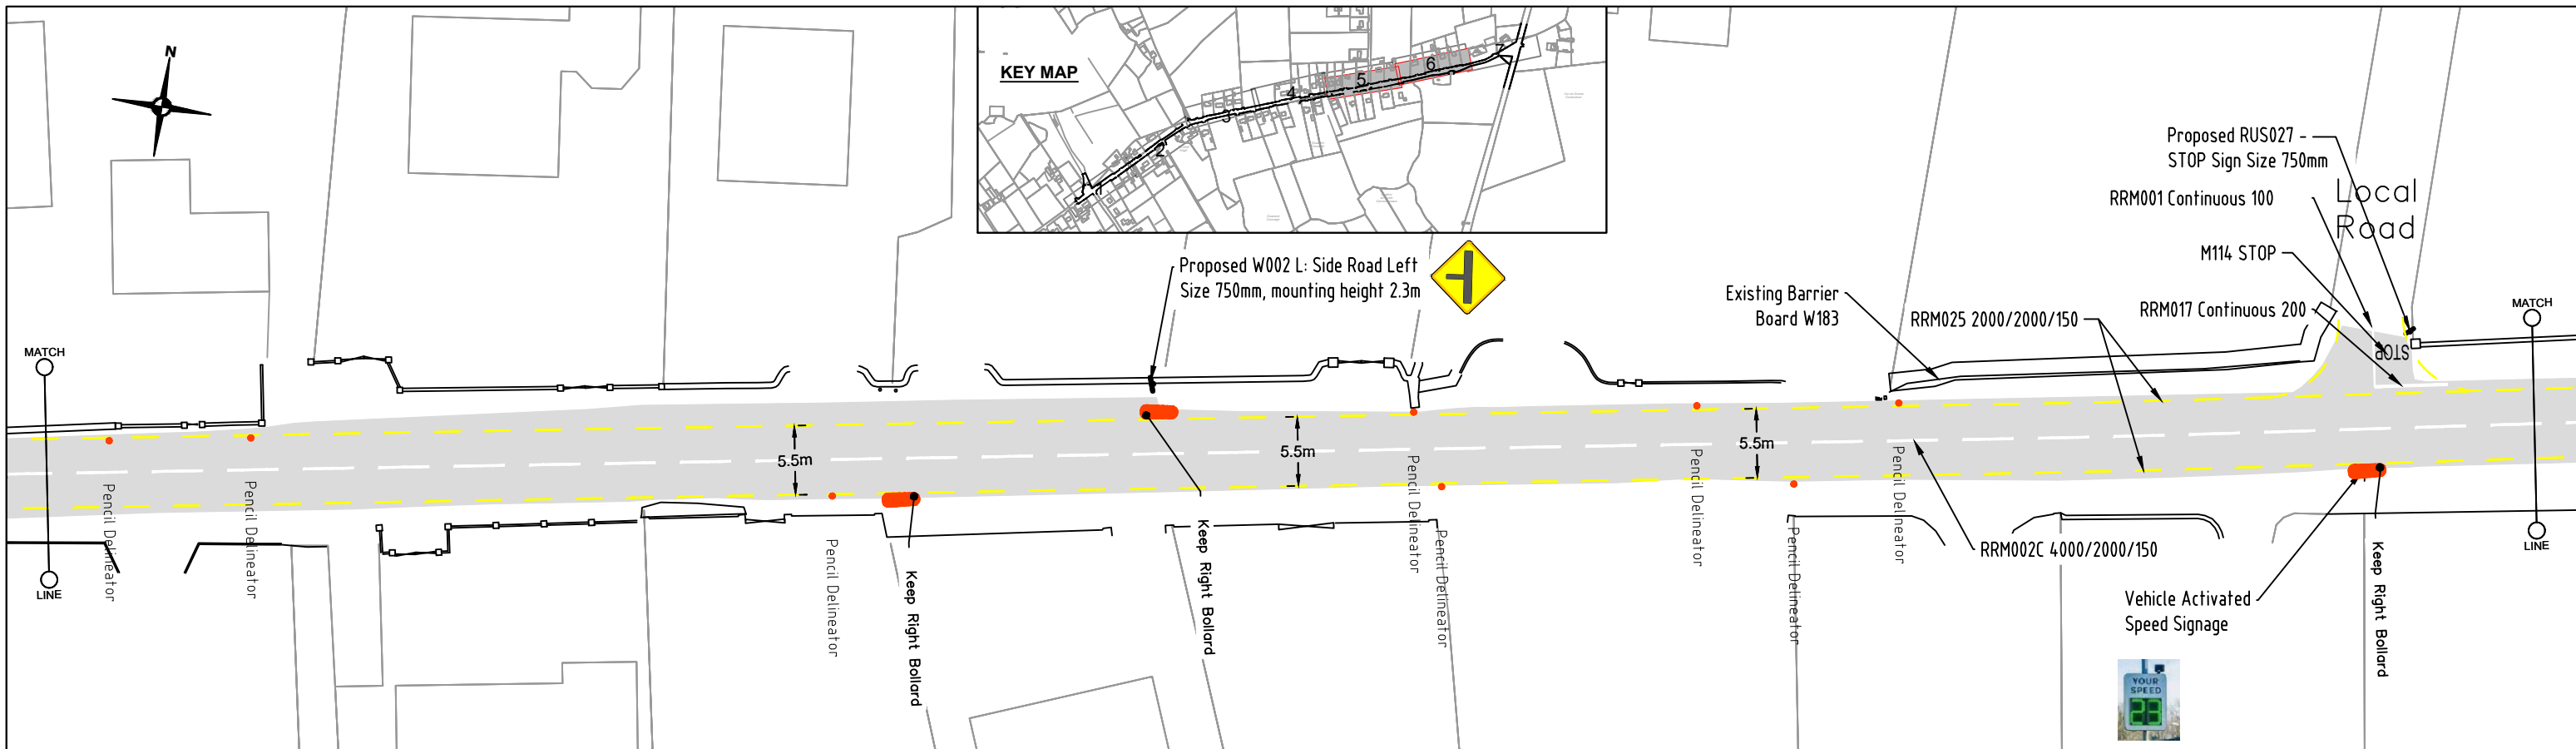 N
KEY MAP
2
3
4
5
6
7
Proposed RUS027 -
STOP Sign Size 750mm
Local
Road
RRM001 Continuous 100
M114 STOP
RRM017 Continuous 200
Proposed W002 L: Side Road Left
Size 750mm, mounting height 2.3m
Existing Barrier
Board W183
RRM025 2000/2000/150
MATCH
MATCH
STOP
5.5m
5.5m
5.5m
LINE
LINE
Pencil Delineator
Pencil Delineator
Pencil Delineator
Keep Right Bollard
Keep Right Bollard
Pencil Delineator
Pencil Delineator
Pencil Delineator
Pencil Delineator
Pencil Delineator
RRM002C 4000/2000/150
Vehicle Activated
Speed Signage
Keep Right Bollard
YOUR
SPEED
23